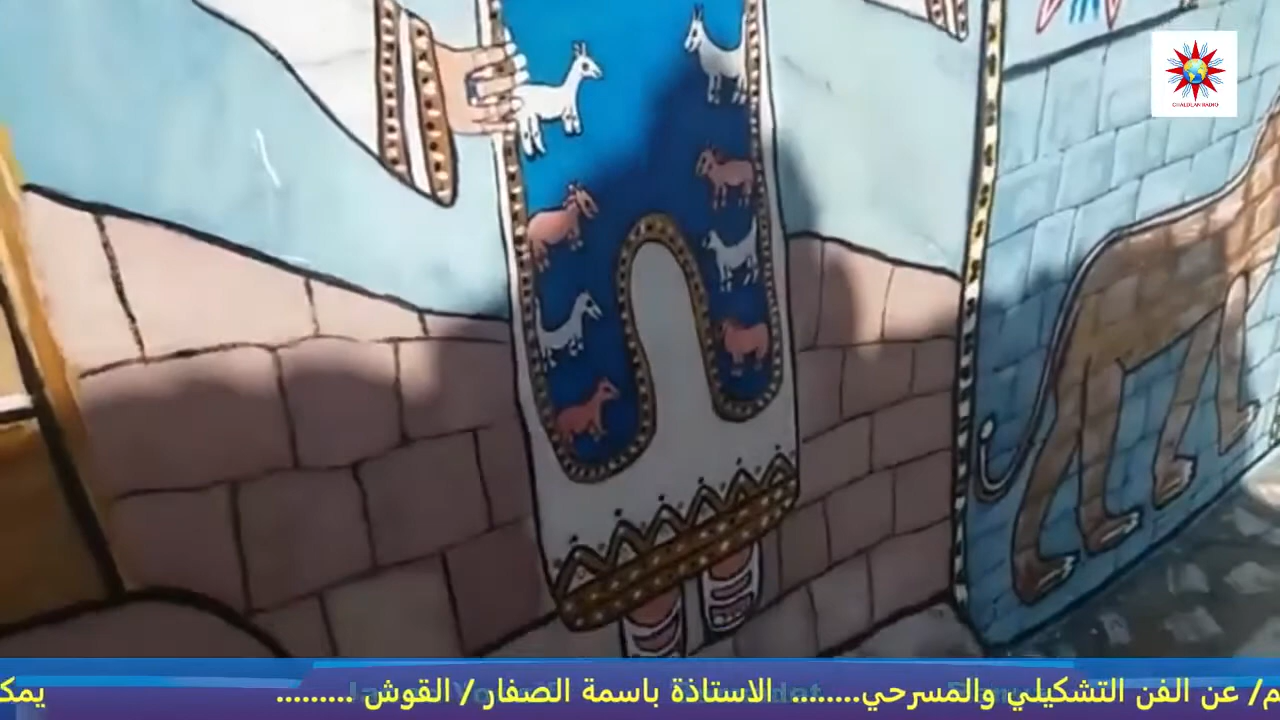 CHALDEAN RADIO
م/ عن الفن التشكيلي والمسرحي........ الاستاذة باسمة الصفار/ القوش ......... يمك